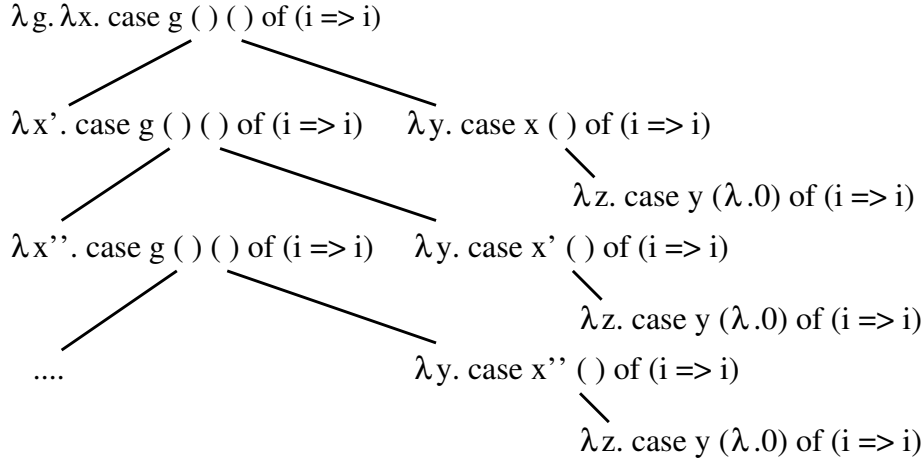 λg. λx. case g ( ) ( ) of (i => i)
λx’. case g ( ) ( ) of (i => i) λy. case x ( ) of (i => i)
λz. case y (λ.0) of (i => i)
λx’’. case g ( ) ( ) of (i => i) λy. case x’ ( ) of (i => i)
λz. case y (λ.0) of (i => i)
.... λy. case x’’ ( ) of (i => i)
λz. case y (λ.0) of (i => i)